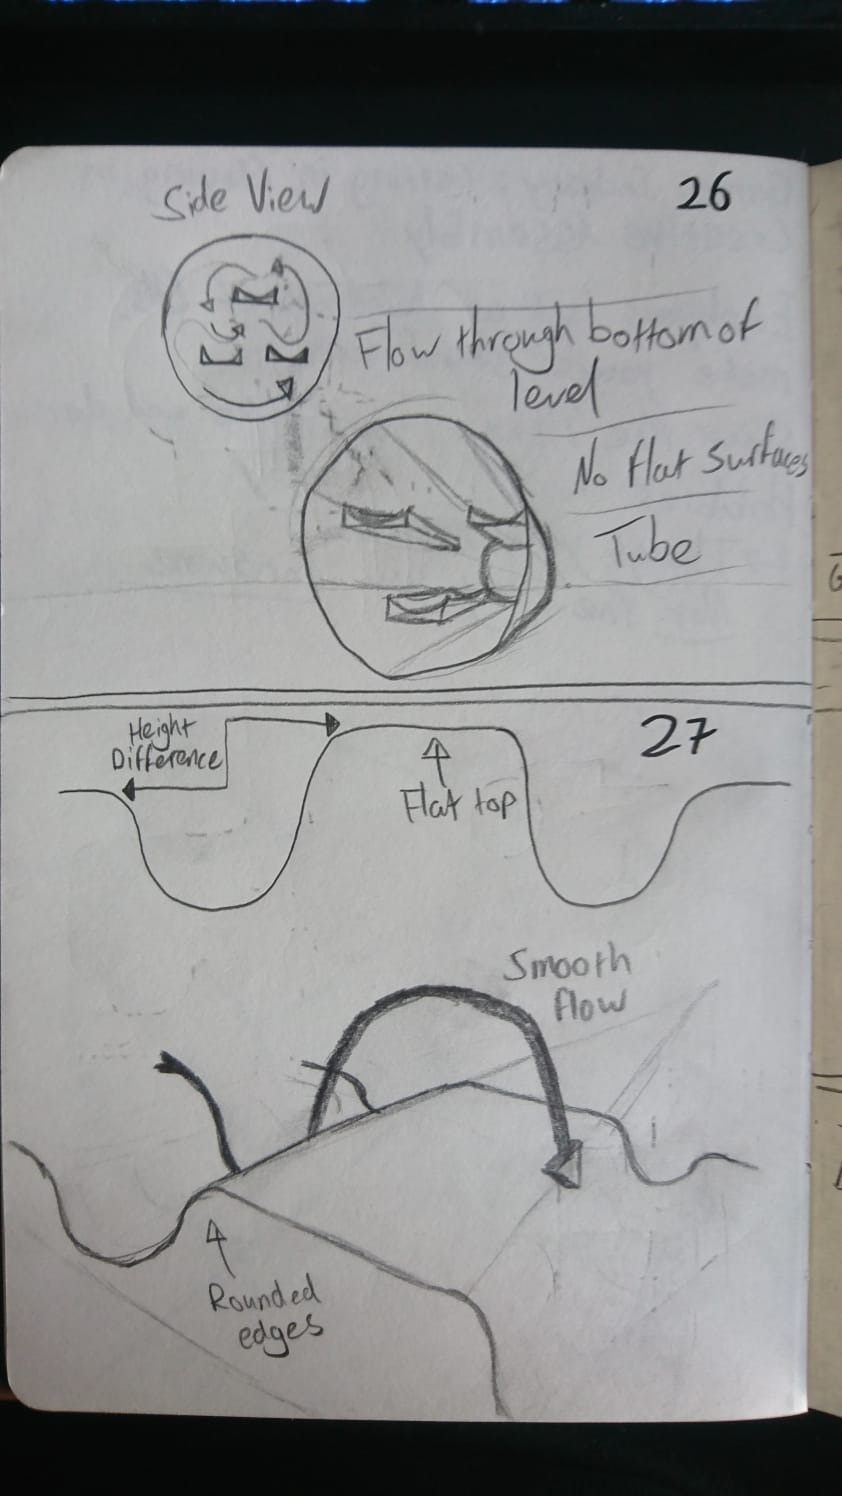 Side View
26
Flow through bottom of
level
No flat surfaces
Tube
27
Height
Difference
Flat top
Smooth
flow
Rounded
edges